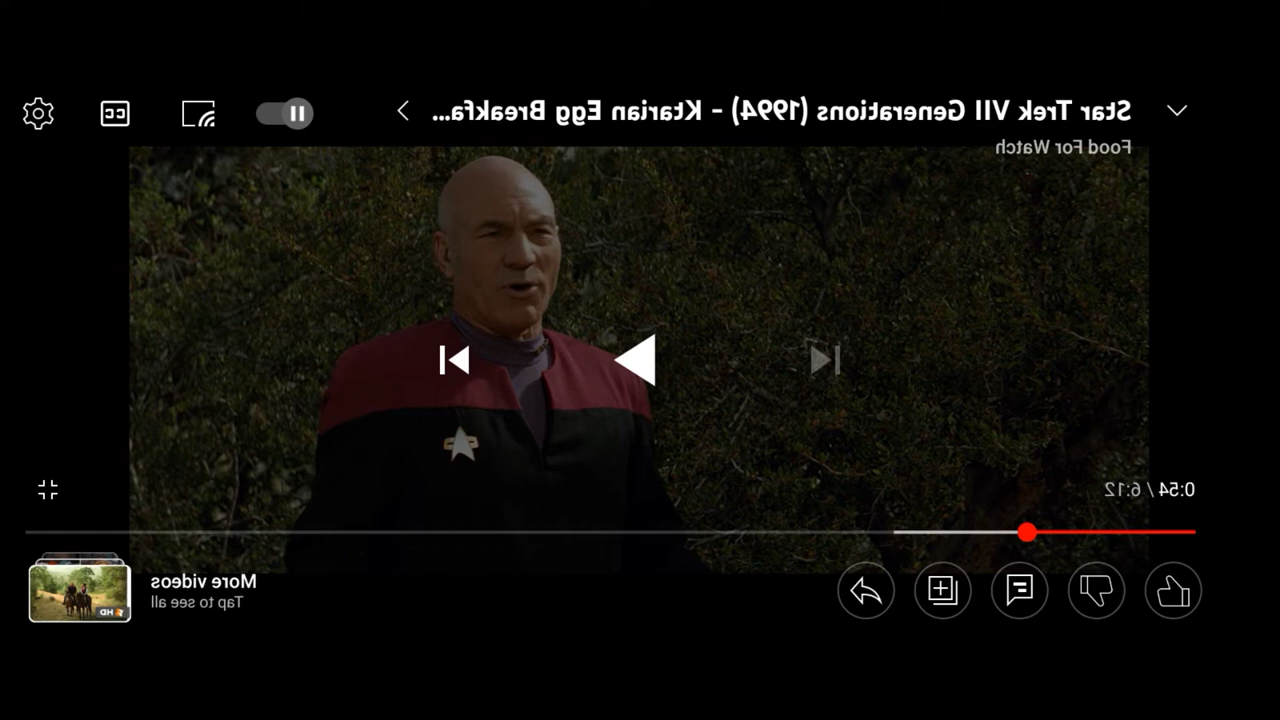 Star Trek VII Generations (1994) - Ktarian Egg Breakfa...
Food For Watch
CC
0:54 / 6:12
More videos
Tap to see all
HD